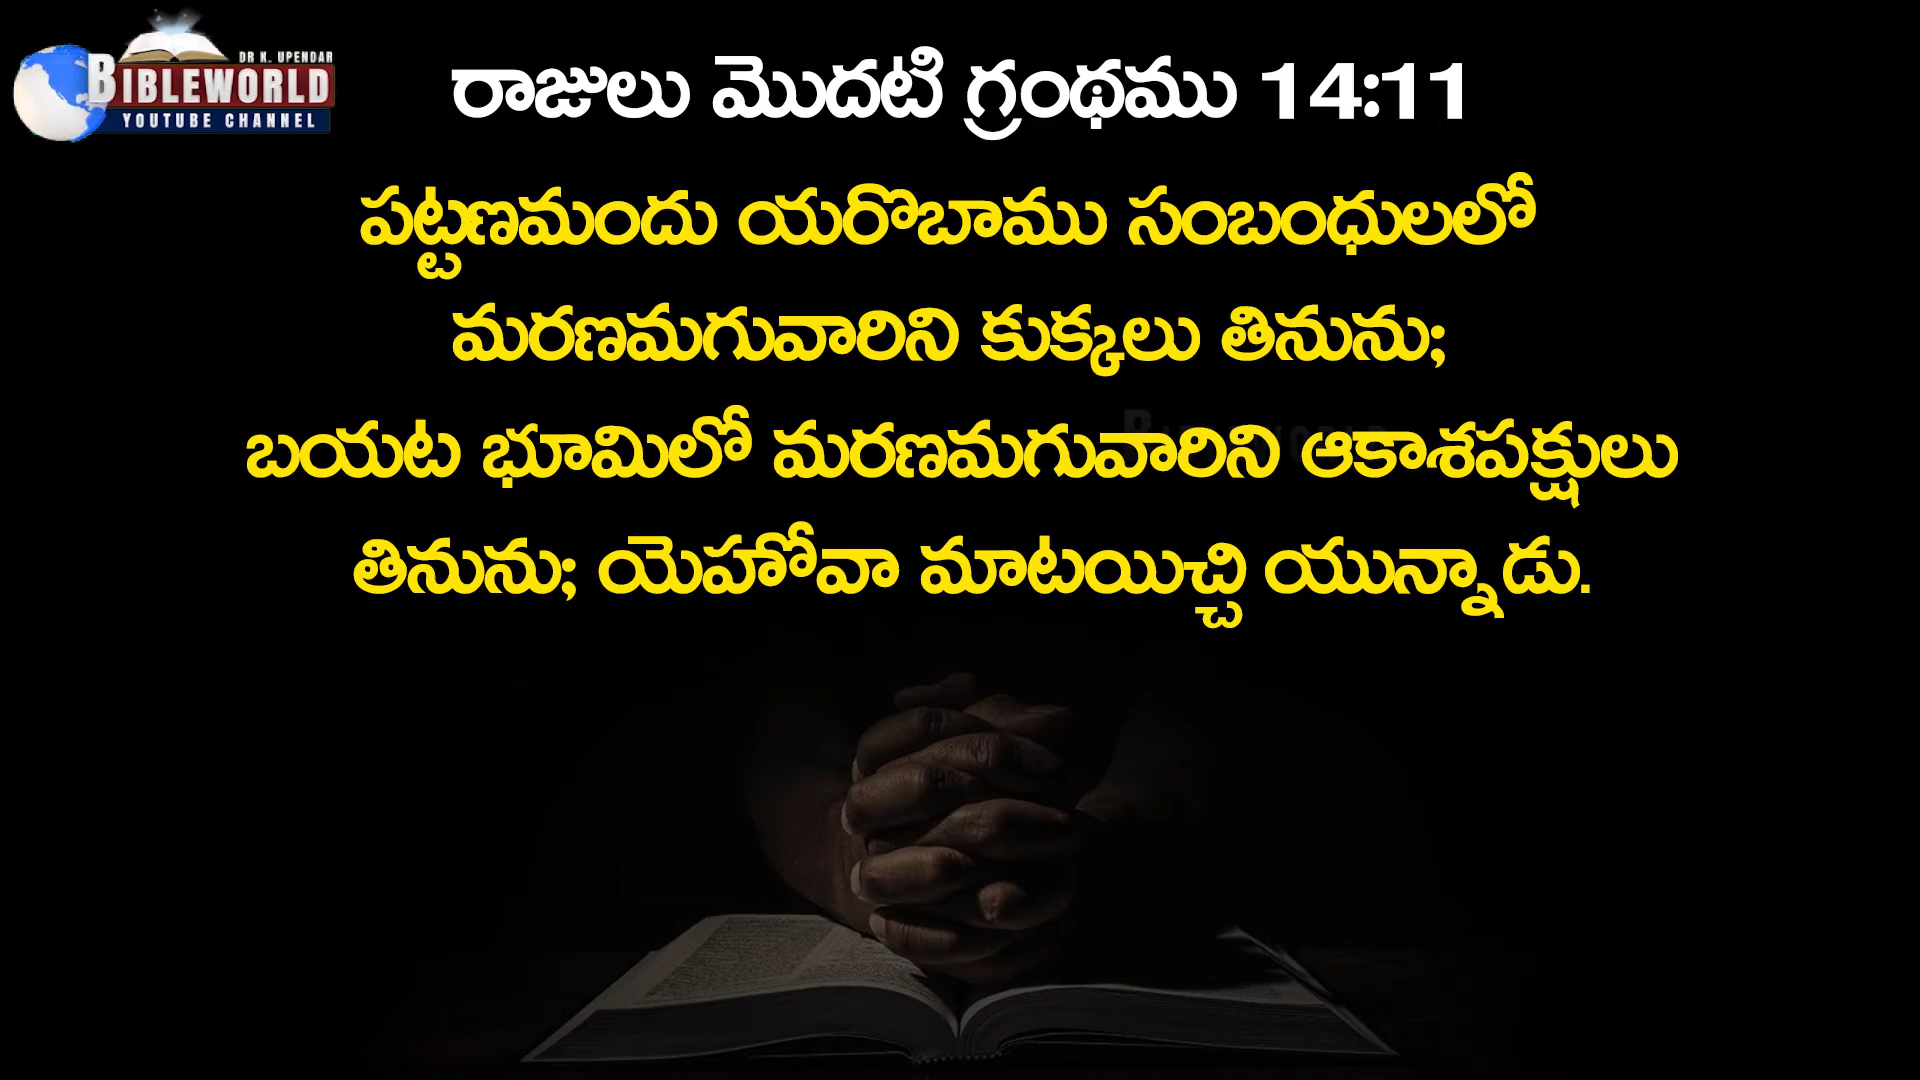 DR K. UPENDAR
BIBLEWORLD
YOUTUBE CHANNEL
రాజులు మొదటి గ్రంథము 14:11
పట్టణమందు యరొబాము సంబంధులలో
మరణమగువారిని కుక్కలు తినును;
బయట భూమిలో మరణమగువారిని ఆకాశపక్షులు
తినును; యెహోవా మాటయిచ్చి యున్నాడు.